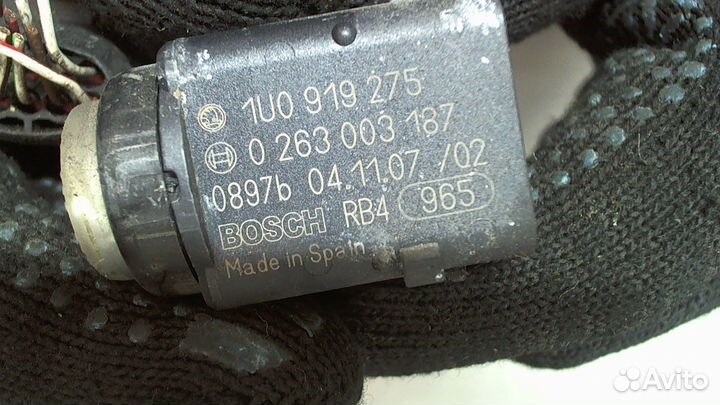 1U0 919 275
0 263 003 187
0897b 04.11.07 /02
BOSCH RB4 965
Made in Spain
Avito